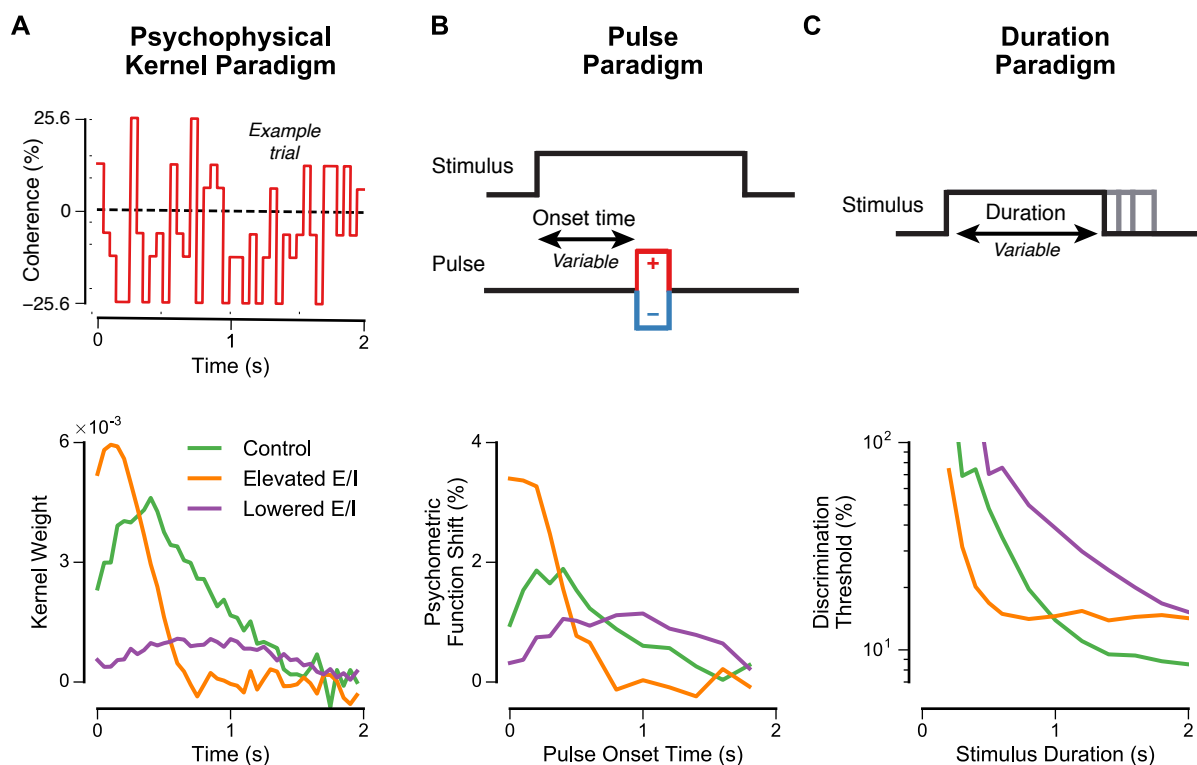 A
Psychophysical
Kernel Paradigm
25.6
0
−25.6
Coherence (%)
Example
trial
0
1
2
Time (s)
×10⁻³
6
3
0
Kernel Weight
Control
Elevated E/I
Lowered E/I
0
1
2
Time (s)
B
Pulse
Paradigm
Stimulus
Onset time
Variable
Pulse
+
−
4
2
0
Psychometric
Function Shift (%)
0
1
2
Pulse Onset Time (s)
C
Duration
Paradigm
Stimulus
Duration
Variable
10²
10¹
Discrimination
Threshold (%)
0
1
2
Stimulus Duration (s)